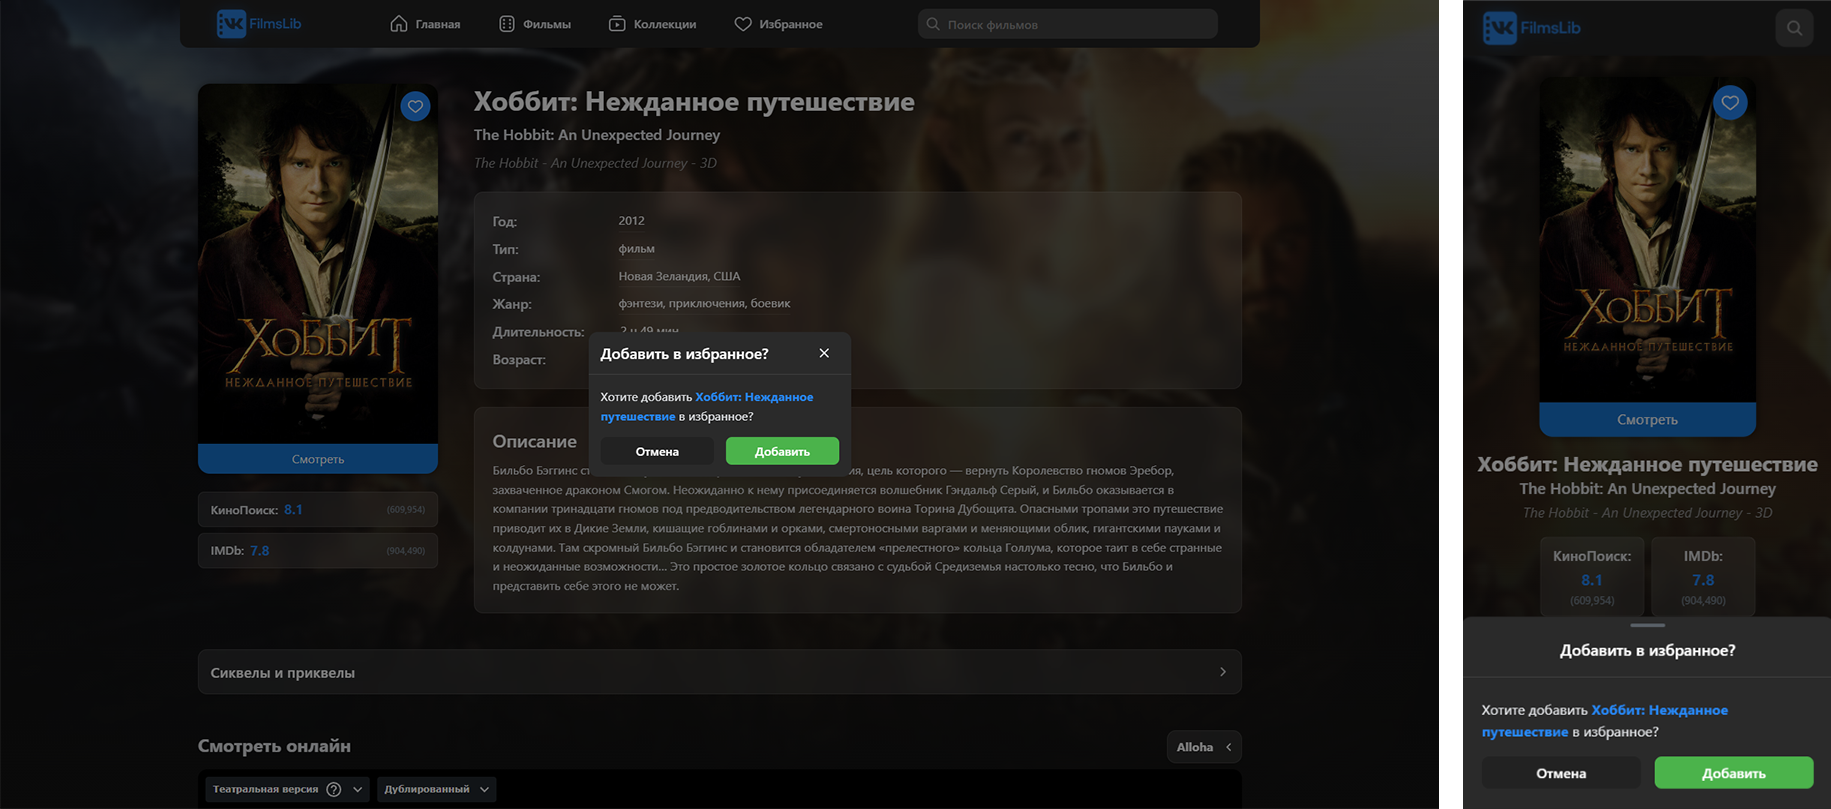 FilmsLib
Главная
Фильмы
Коллекции
Избранное
Поиск фильмов
ХОББИТ
НЕЖДАННОЕ ПУТЕШЕСТВИЕ
Смотреть
КиноПоиск: 8.1 (609,954)
IMDb: 7.8 (904,490)
Хоббит: Нежданное путешествие
The Hobbit: An Unexpected Journey
The Hobbit - An Unexpected Journey - 3D
Год: 2012
Тип: фильм
Страна: Новая Зеландия, США
Жанр: фэнтези, приключения, боевик
Длительность: 2 ч 49 мин
Возраст:
Добавить в избранное?
Хотите добавить Хоббит: Нежданное
путешествие в избранное?
Отмена
Добавить
Описание
Бильбо Бэггинс цель которого — вернуть Королевство гномов Эребор,
захваченное драконом Смогом. Неожиданно к нему присоединяется волшебник Гэндальф Серый, и Бильбо оказывается в
компании тринадцати гномов под предводительством легендарного воина Торина Дубощита. Опасными тропами это путешествие
приводит их в Дикие Земли, кишащие гоблинами и орками, смертоносными варгами и меняющими облик, гигантскими пауками и
колдунами. Там скромный Бильбо Бэггинс и становится обладателем «прелестного» кольца Голлума, которое таит в себе странные
и неожиданные возможности... Это простое золотое кольцо связано с судьбой Средиземья настолько тесно, что Бильбо и
представить себе этого не может.
Сиквелы и приквелы
Смотреть онлайн
Alloha
Театральная версия
Дублированный
FilmsLib
ХОББИТ
НЕЖДАННОЕ ПУТЕШЕСТВИЕ
Смотреть
Хоббит: Нежданное путешествие
The Hobbit: An Unexpected Journey
The Hobbit - An Unexpected Journey - 3D
КиноПоиск:
8.1
(609,954)
IMDb:
7.8
(904,490)
Добавить в избранное?
Хотите добавить Хоббит: Нежданное
путешествие в избранное?
Отмена
Добавить